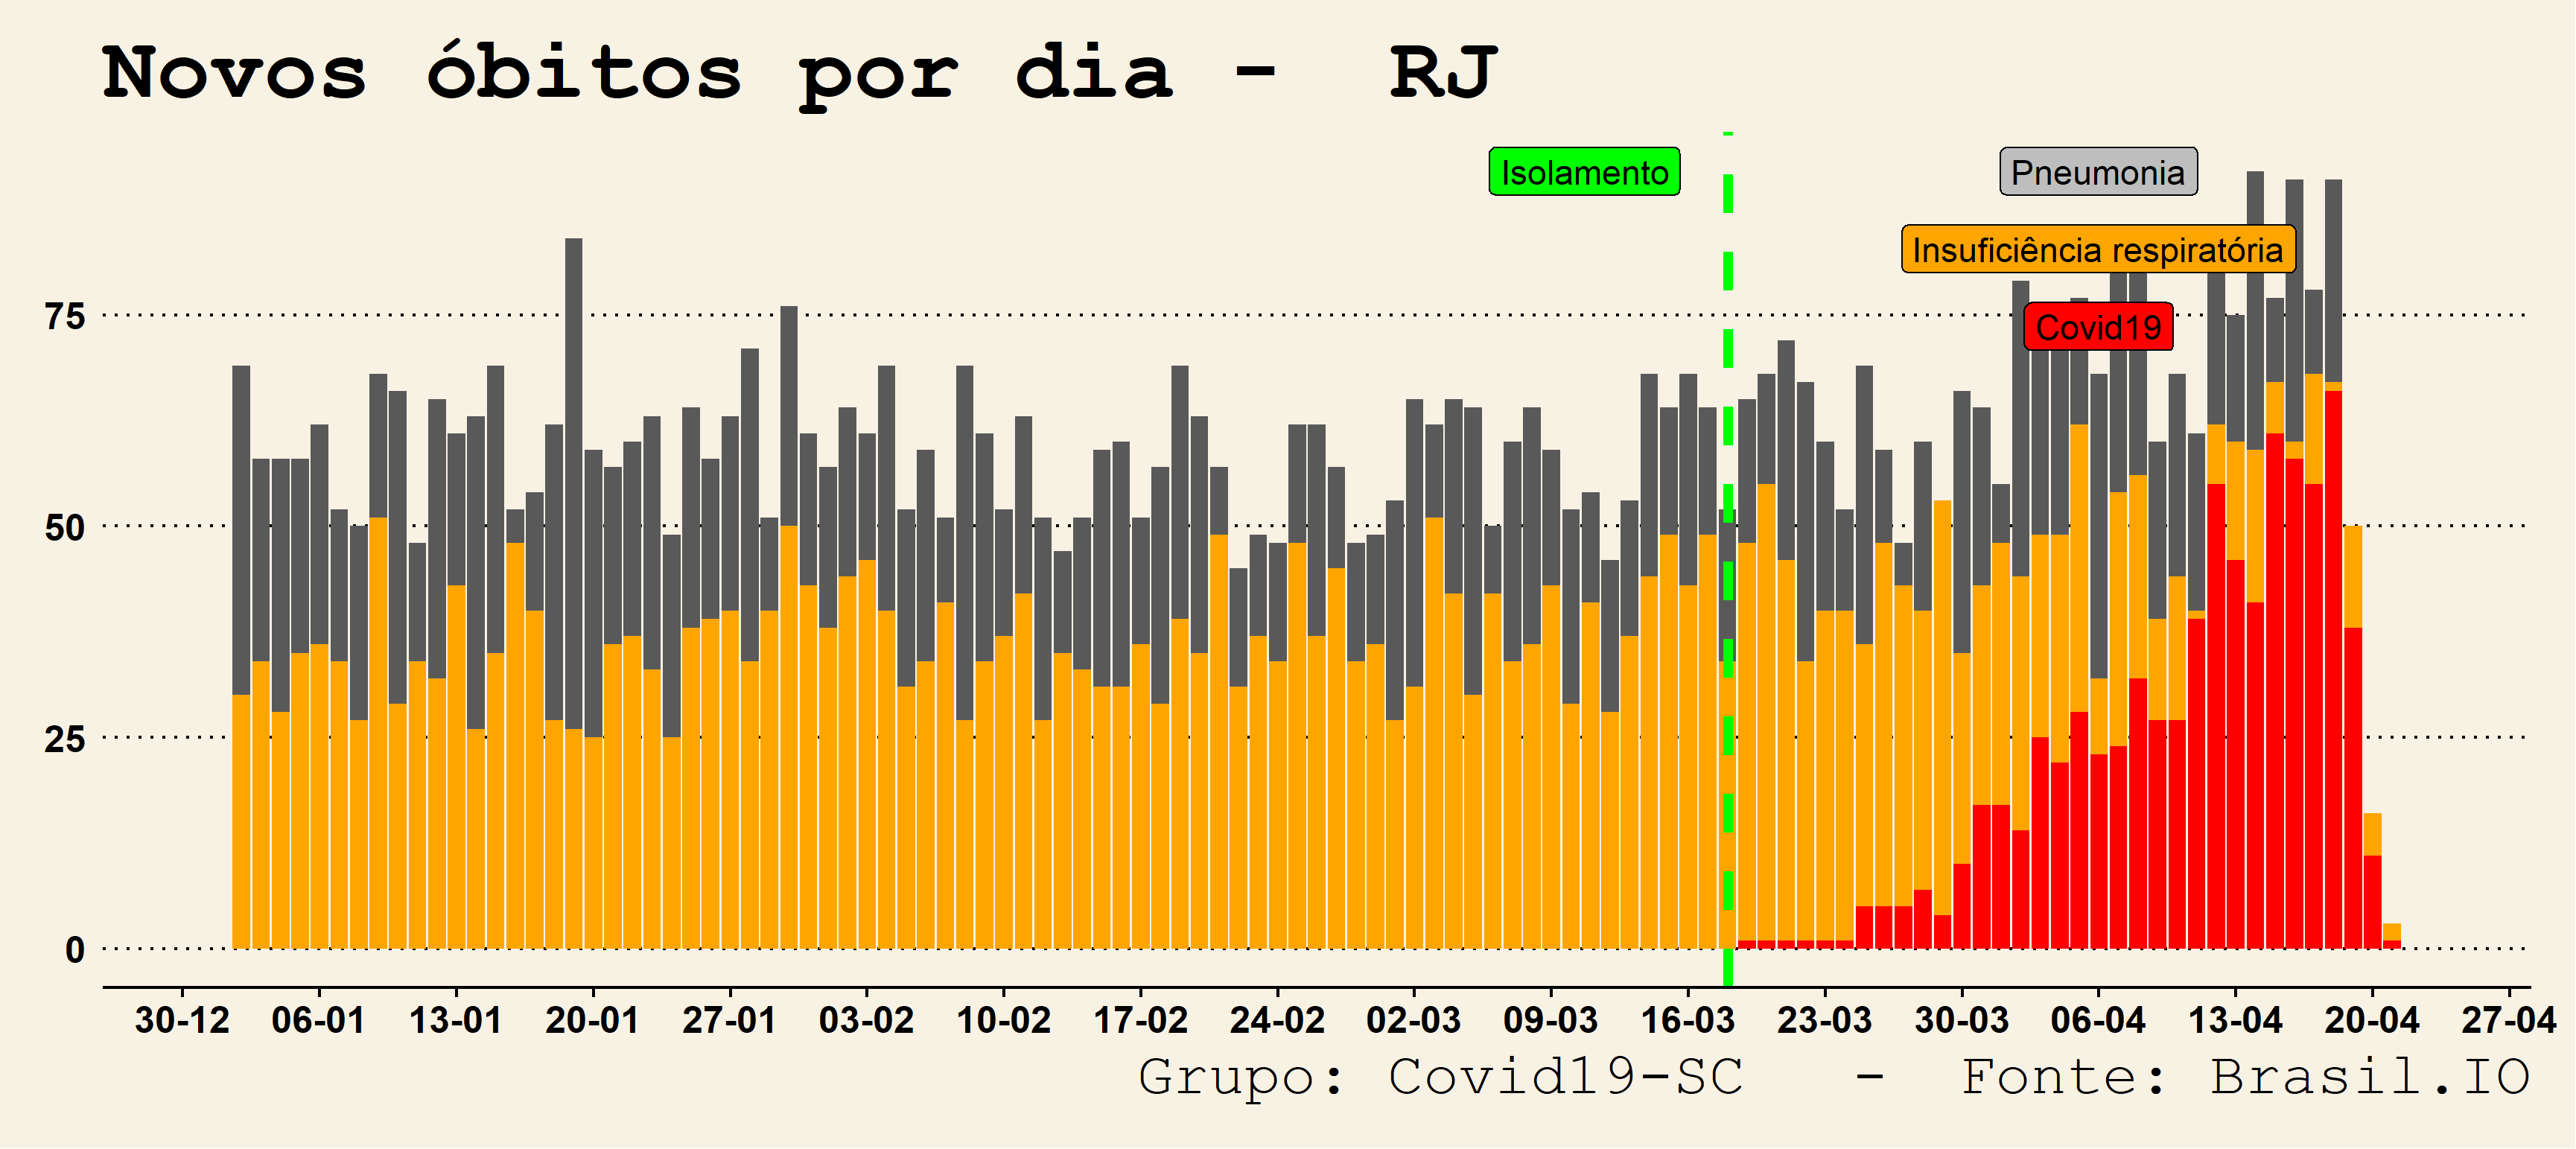 Novos óbitos por dia - RJ
Isolamento
Pneumonia
Insuficiência respiratória
Covid19
75
50
25
0
30-12 06-01 13-01 20-01 27-01 03-02 10-02 17-02 24-02 02-03 09-03 16-03 23-03 30-03 06-04 13-04 20-04 27-04
Grupo: Covid19-SC - Fonte: Brasil.IO